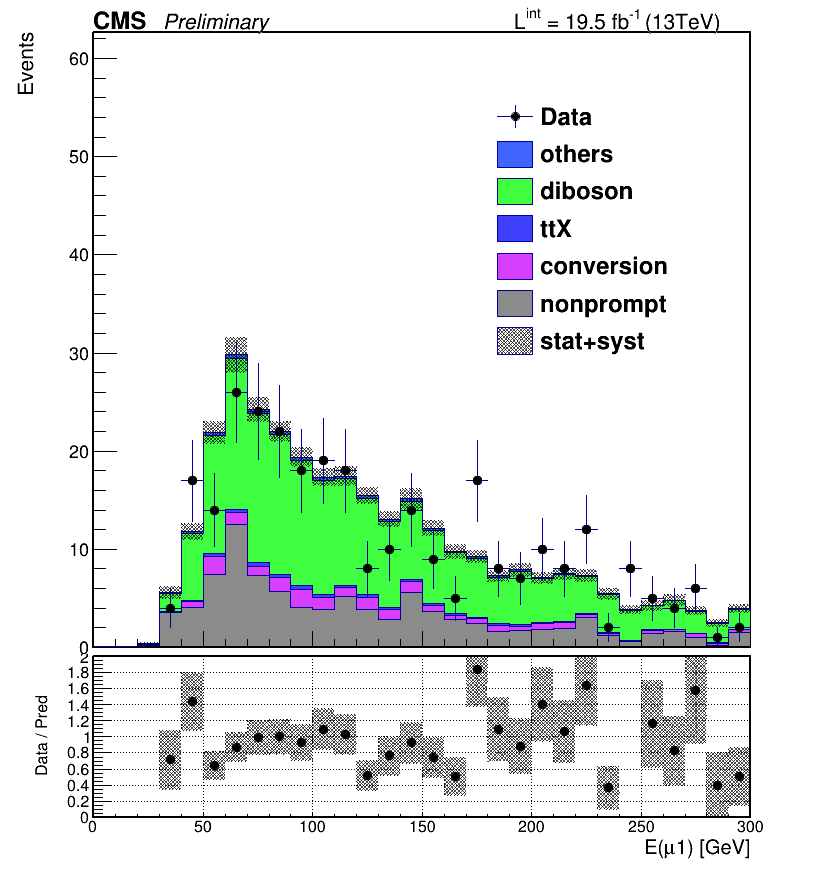 CMS Preliminary L^int = 19.5 fb^-1 (13TeV)
Events
60
50
40
30
20
10
0
Data
others
diboson
ttX
conversion
nonprompt
stat+syst
Data / Pred
2
1.8
1.6
1.4
1.2
1
0.8
0.6
0.4
0.2
0
0 50 100 150 200 250 300
E(μ1) [GeV]